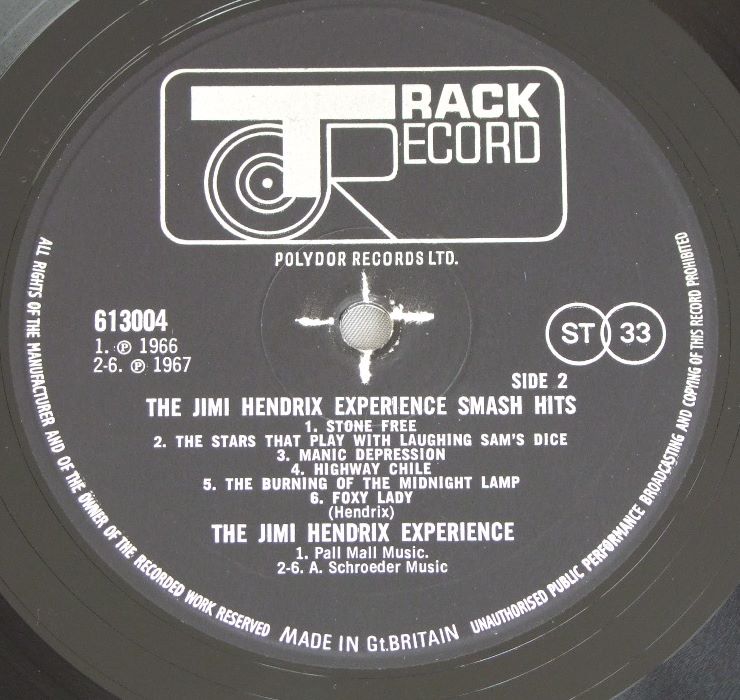 TRACK
RECORD
POLYDOR RECORDS LTD.
613004
1. ℗ 1966
2-6. ℗ 1967
ST 33
SIDE 2
THE JIMI HENDRIX EXPERIENCE SMASH HITS
1. STONE FREE
2. THE STARS THAT PLAY WITH LAUGHING SAM'S DICE
3. MANIC DEPRESSION
4. HIGHWAY CHILE
5. THE BURNING OF THE MIDNIGHT LAMP
6. FOXY LADY
(Hendrix)
THE JIMI HENDRIX EXPERIENCE
1. Pall Mall Music.
2-6. A. Schroeder Music
ALL RIGHTS OF THE MANUFACTURER AND OF THE OWNER OF THE RECORDED WORK RESERVED
MADE IN Gt.BRITAIN
UNAUTHORISED PUBLIC PERFORMANCE BROADCASTING AND COPYING OF THIS RECORD PROHIBITED